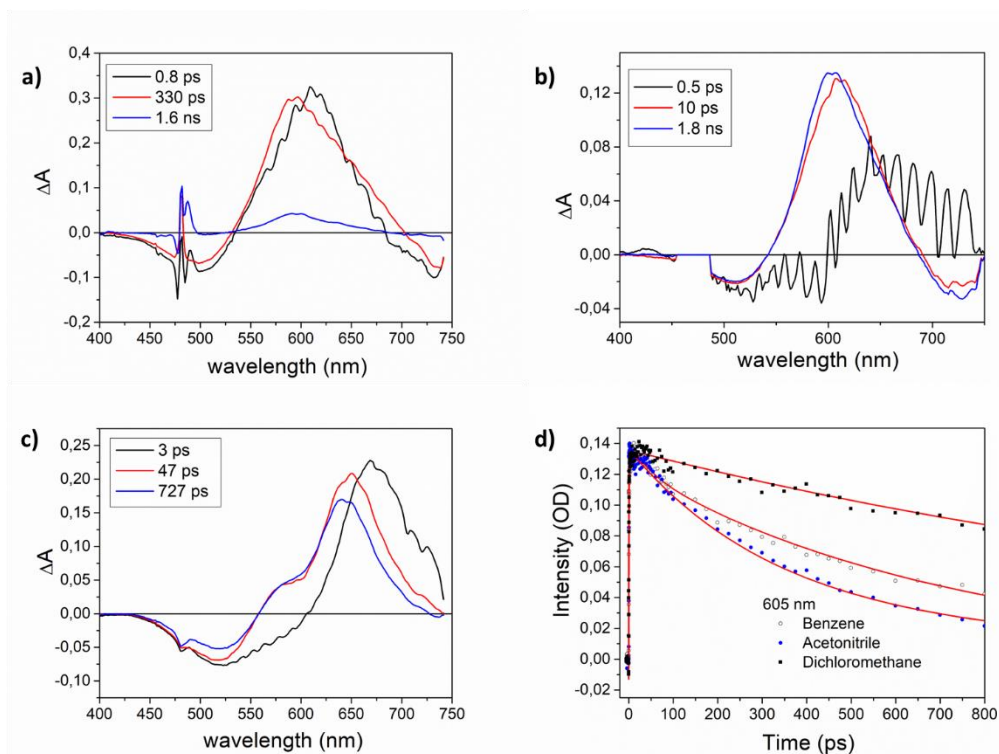 a)
0.8 ps
330 ps
1.6 ns
0,4
0,3
0,2
0,1
0,0
-0,1
-0,2
ΔA
400 450 500 550 600 650 700 750
wavelength (nm)
b)
0.5 ps
10 ps
1.8 ns
0,16
0,12
0,08
0,04
0,00
-0,04
ΔA
400 500 600 700
wavelength (nm)
c)
3 ps
47 ps
727 ps
0,25
0,20
0,15
0,10
0,05
0,00
-0,05
-0,10
ΔA
400 450 500 550 600 650 700 750
wavelength (nm)
d)
0,14
0,12
0,10
0,08
0,06
0,04
0,02
0,00
-0,02
Intensity (OD)
605 nm
Benzene
Acetonitrile
Dichloromethane
0 100 200 300 400 500 600 700 800
Time (ps)